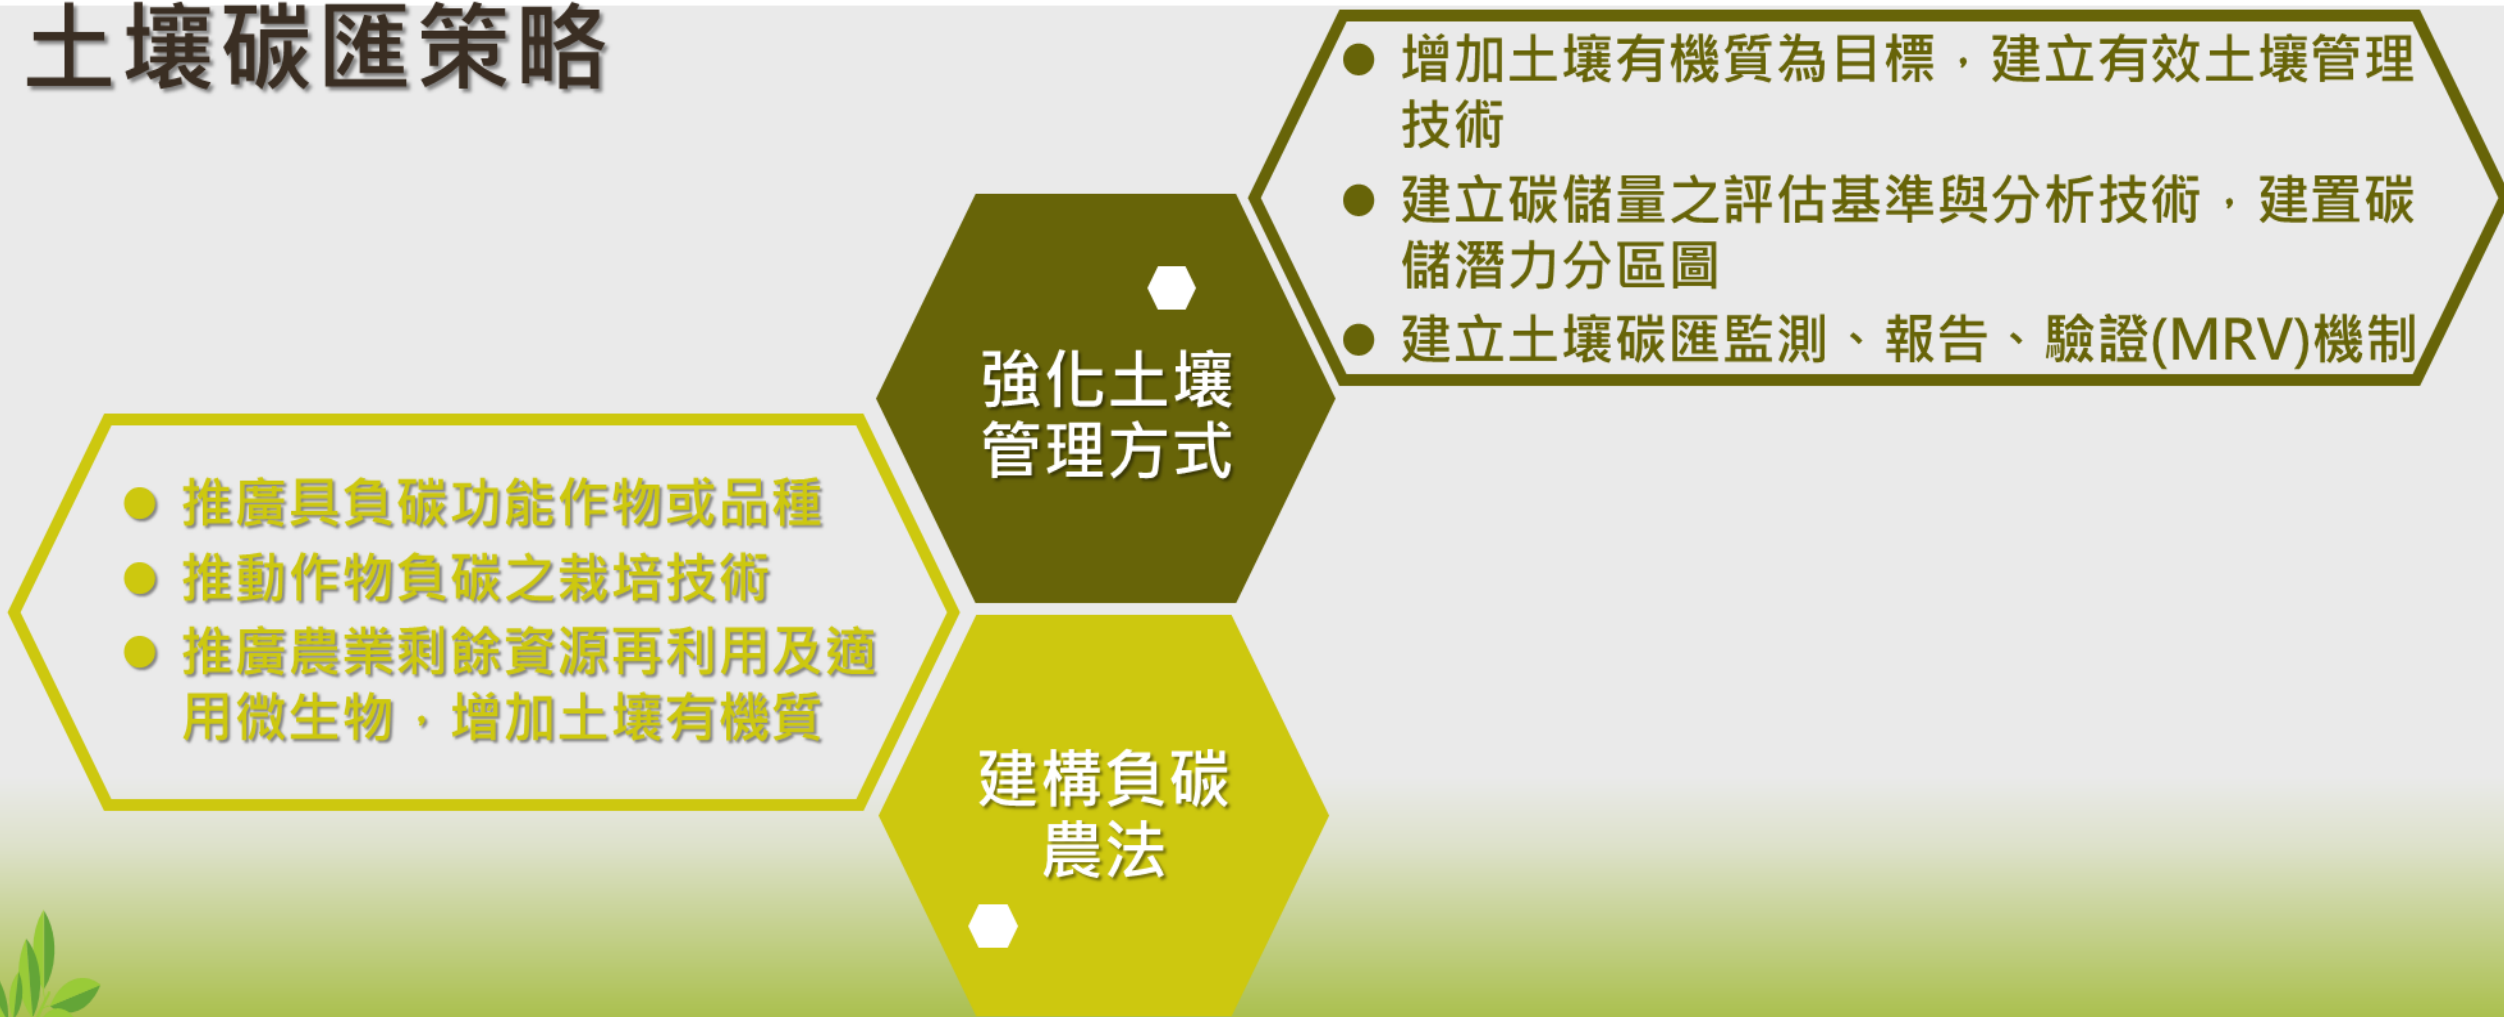 土壤碳匯策略
● 增加土壤有機質為目標，建立有效土壤管理
技術
● 建立碳儲量之評估基準與分析技術，建置碳
儲潛力分區圖
● 建立土壤碳匯監測、報告、驗證(MRV)機制
強化土壤
管理方式
● 推廣具負碳功能作物或品種
● 推動作物負碳之栽培技術
● 推廣農業剩餘資源再利用及適
用微生物，增加土壤有機質
建構負碳
農法